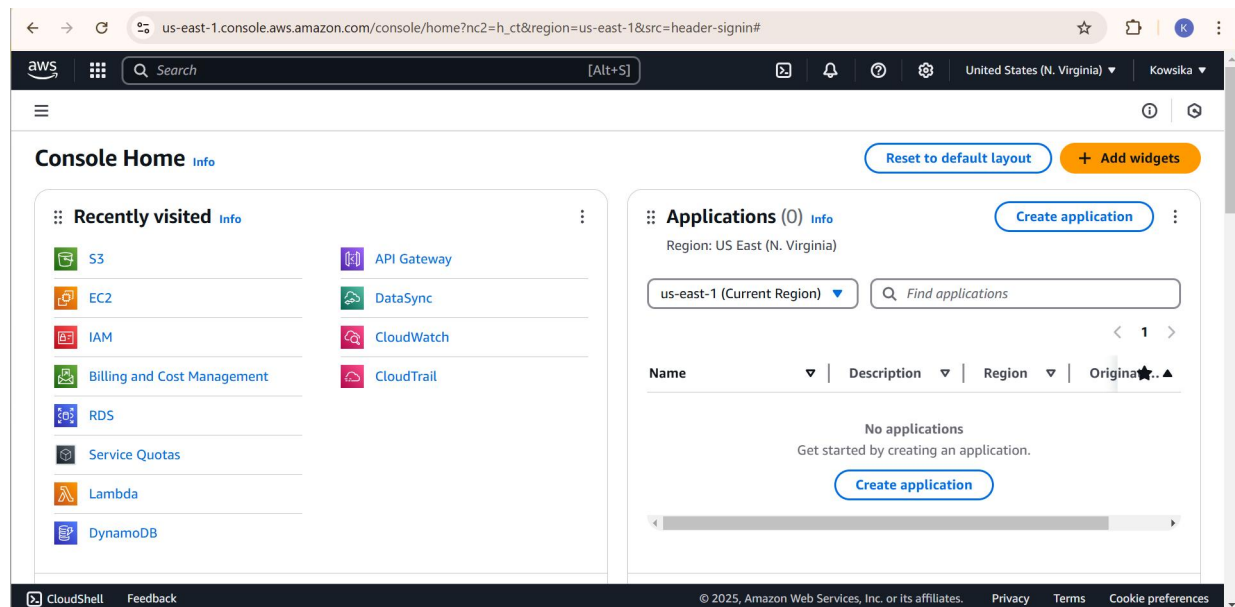 us-east-1.console.aws.amazon.com/console/home?nc2=h_ct&region=us-east-1&src=header-signin#
K
aws
Search
[Alt+S]
United States (N. Virginia)
Kowsika
Console Home Info
Reset to default layout
+ Add widgets
Recently visited Info
S3
EC2
IAM
Billing and Cost Management
RDS
Service Quotas
Lambda
DynamoDB
API Gateway
DataSync
CloudWatch
CloudTrail
Applications (0) Info
Create application
Region: US East (N. Virginia)
us-east-1 (Current Region)
Find applications
1
Name
Description
Region
Origina...
No applications
Get started by creating an application.
Create application
CloudShell
Feedback
© 2025, Amazon Web Services, Inc. or its affiliates.
Privacy
Terms
Cookie preferences